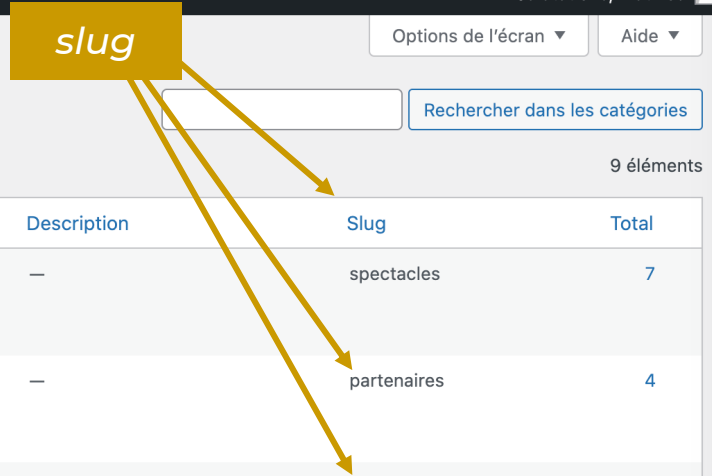 slug
Options de l'écran ▼ Aide ▼
Rechercher dans les catégories
9 éléments
Description Slug Total
— spectacles 7
— partenaires 4